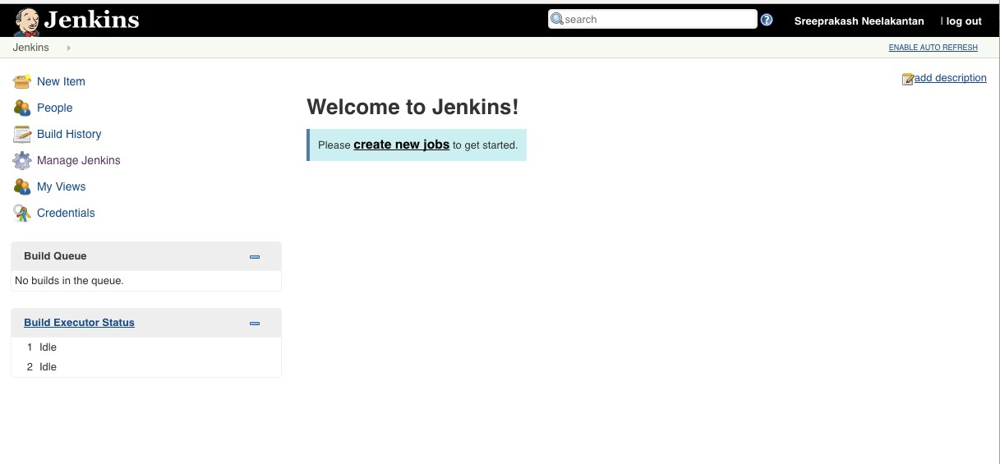 Jenkins
search
?
Sreeprakash Neelakantan
| log out
Jenkins
ENABLE AUTO REFRESH
New Item
People
Build History
Manage Jenkins
My Views
Credentials
add description
Welcome to Jenkins!
Please create new jobs to get started.
Build Queue
No builds in the queue.
Build Executor Status
1 Idle
2 Idle